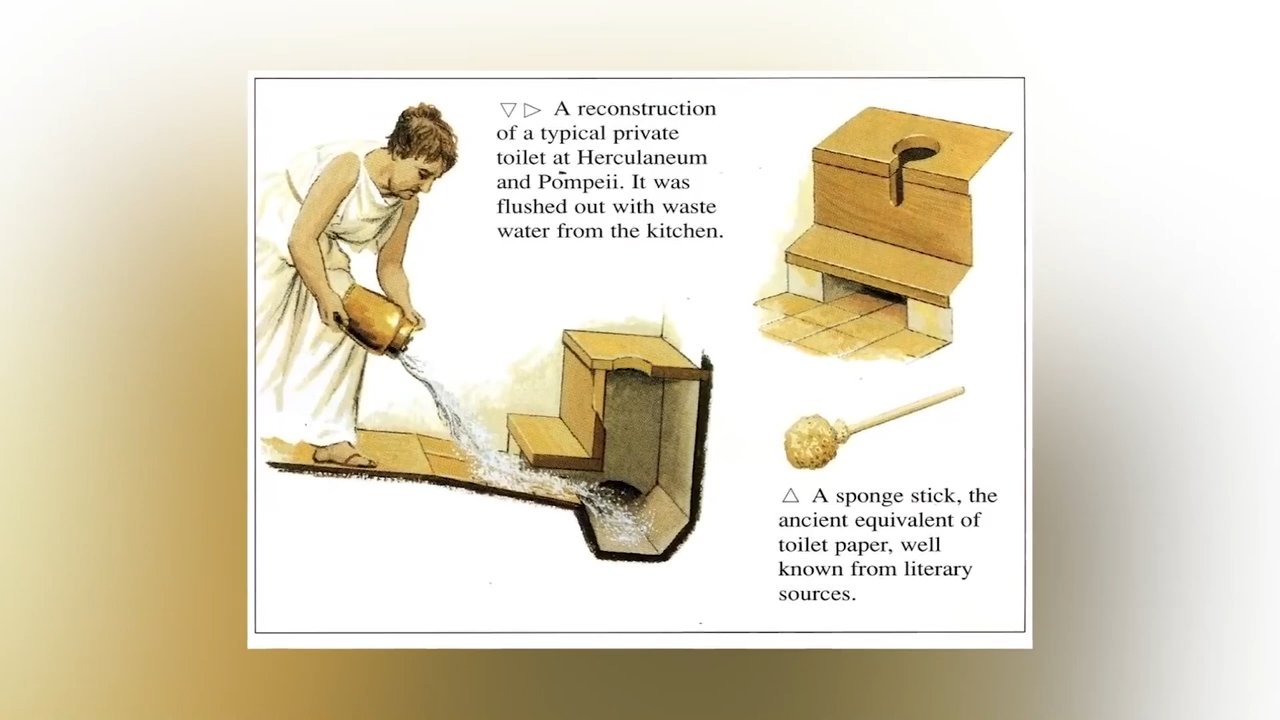 ▽ ▷ A reconstruction
of a typical private
toilet at Herculaneum
and Pompeii. It was
flushed out with waste
water from the kitchen.
△ A sponge stick, the
ancient equivalent of
toilet paper, well
known from literary
sources.